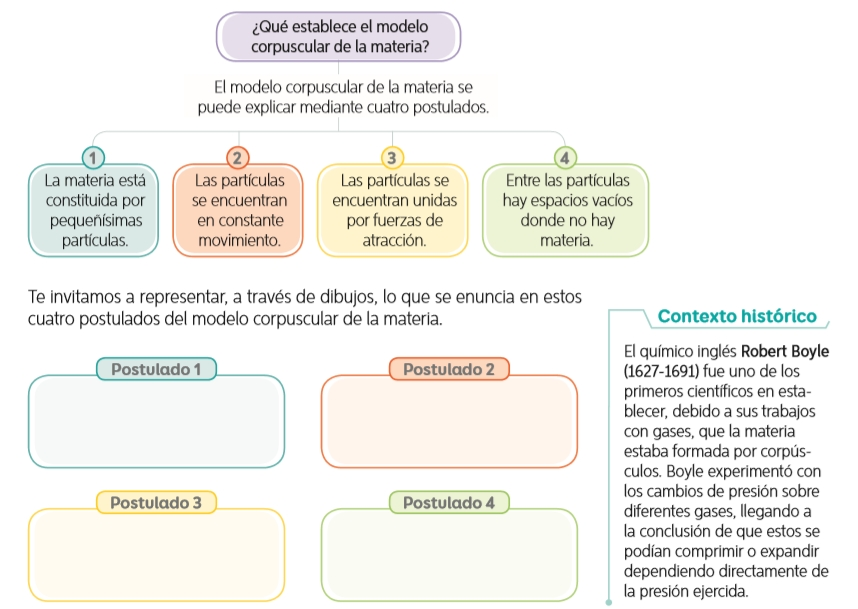 ¿Qué establece el modelo
corpuscular de la materia?
El modelo corpuscular de la materia se
puede explicar mediante cuatro postulados.
1
La materia está
constituida por
pequeñísimas
partículas.
2
Las partículas
se encuentran
en constante
movimiento.
3
Las partículas se
encuentran unidas
por fuerzas de
atracción.
4
Entre las partículas
hay espacios vacíos
donde no hay
materia.
Te invitamos a representar, a través de dibujos, lo que se enuncia en estos
cuatro postulados del modelo corpuscular de la materia.
Postulado 1
Postulado 2
Postulado 3
Postulado 4
Contexto histórico
El químico inglés Robert Boyle
(1627-1691) fue uno de los
primeros científicos en esta-
blecer, debido a sus trabajos
con gases, que la materia
estaba formada por corpús-
culos. Boyle experimentó con
los cambios de presión sobre
diferentes gases, llegando a
la conclusión de que estos se
podían comprimir o expandir
dependiendo directamente de
la presión ejercida.